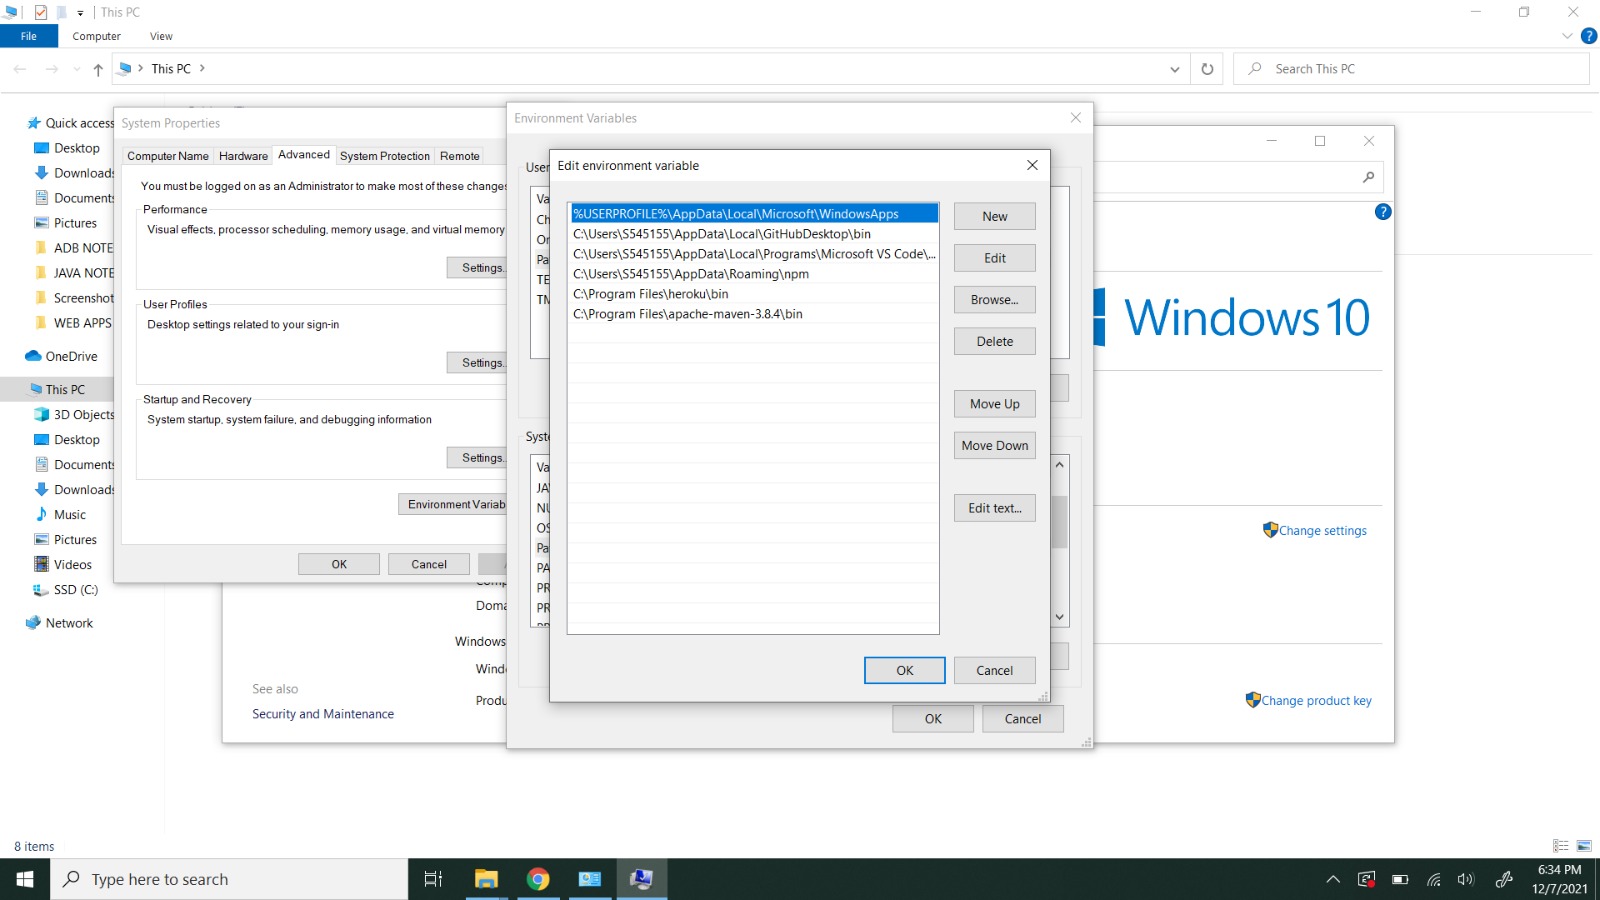 This PC
File
Computer
View
This PC
Search This PC
Quick access
Desktop
Downloads
Documents
Pictures
ADB NOTE
JAVA NOTE
Screenshot
WEB APPS
OneDrive
This PC
3D Objects
Desktop
Documents
Downloads
Music
Pictures
Videos
SSD (C:)
Network
8 items
System Properties
Computer Name
Hardware
Advanced
System Protection
Remote
You must be logged on as an Administrator to make most of these changes
Performance
Visual effects, processor scheduling, memory usage, and virtual memory
Settings..
User Profiles
Desktop settings related to your sign-in
Settings..
Startup and Recovery
System startup, system failure, and debugging information
Settings..
Environment Variab
OK
Cancel
Environment Variables
User
Va
Ch
On
Pa
TE
TM
Syste
Va
JA
NU
OS
Pa
PA
PR
PR
OK
Cancel
Edit environment variable
%USERPROFILE%\AppData\Local\Microsoft\WindowsApps
C:\Users\S545155\AppData\Local\GitHubDesktop\bin
C:\Users\S545155\AppData\Local\Programs\Microsoft VS Code\...
C:\Users\S545155\AppData\Roaming\npm
C:\Program Files\heroku\bin
C:\Program Files\apache-maven-3.8.4\bin
New
Edit
Browse...
Delete
Move Up
Move Down
Edit text...
OK
Cancel
Windows 10
Change settings
Change product key
Comp
Doma
Windows
Windo
Produ
See also
Security and Maintenance
Type here to search
6:34 PM
12/7/2021